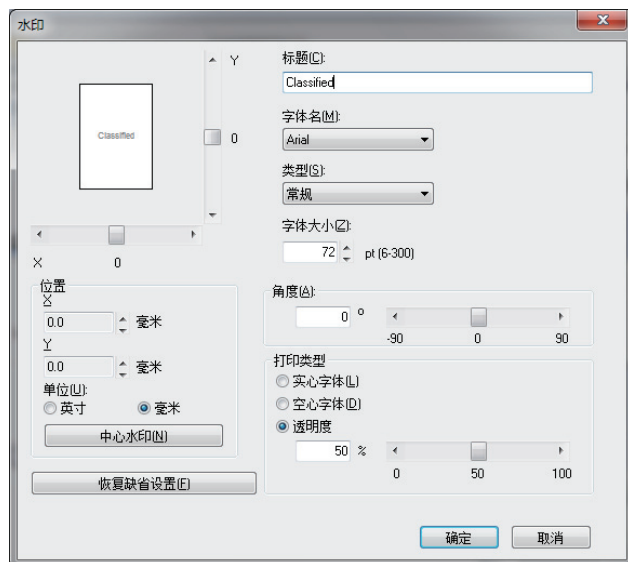 水印
Y
0
Classified
X 0
标题(C):
Classified
字体名(M):
Arial
类型(S):
常规
字体大小(Z):
72 pt (6-300)
位置
X
0.0 毫米
Y
0.0 毫米
单位(U):
英寸 毫米
中心水印(N)
恢复缺省设置(F)
角度(A):
0 °
-90 0 90
打印类型
实心字体(L)
空心字体(D)
透明度
50 %
0 50 100
确定 取消